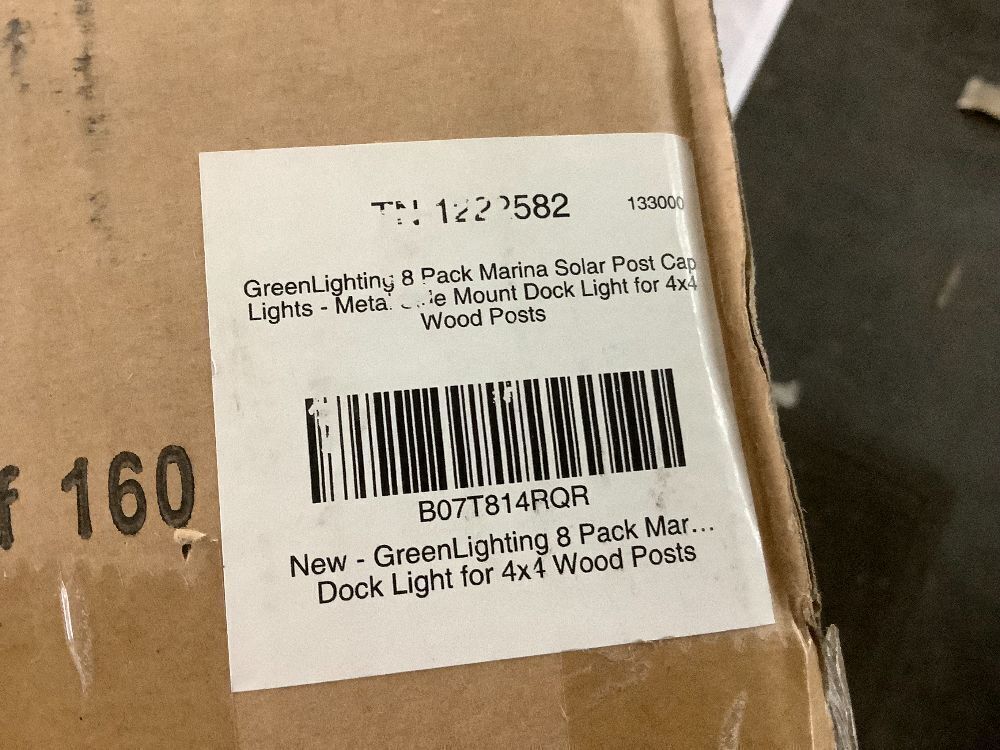 133000
GreenLighting 8 Pack Marina Solar Post Cap
Lights - Mount Dock Light for 4x4
Wood Posts
B07T814RQR
New - GreenLighting 8 Pack Mar...
Dock Light for 4x4 Wood Posts
160